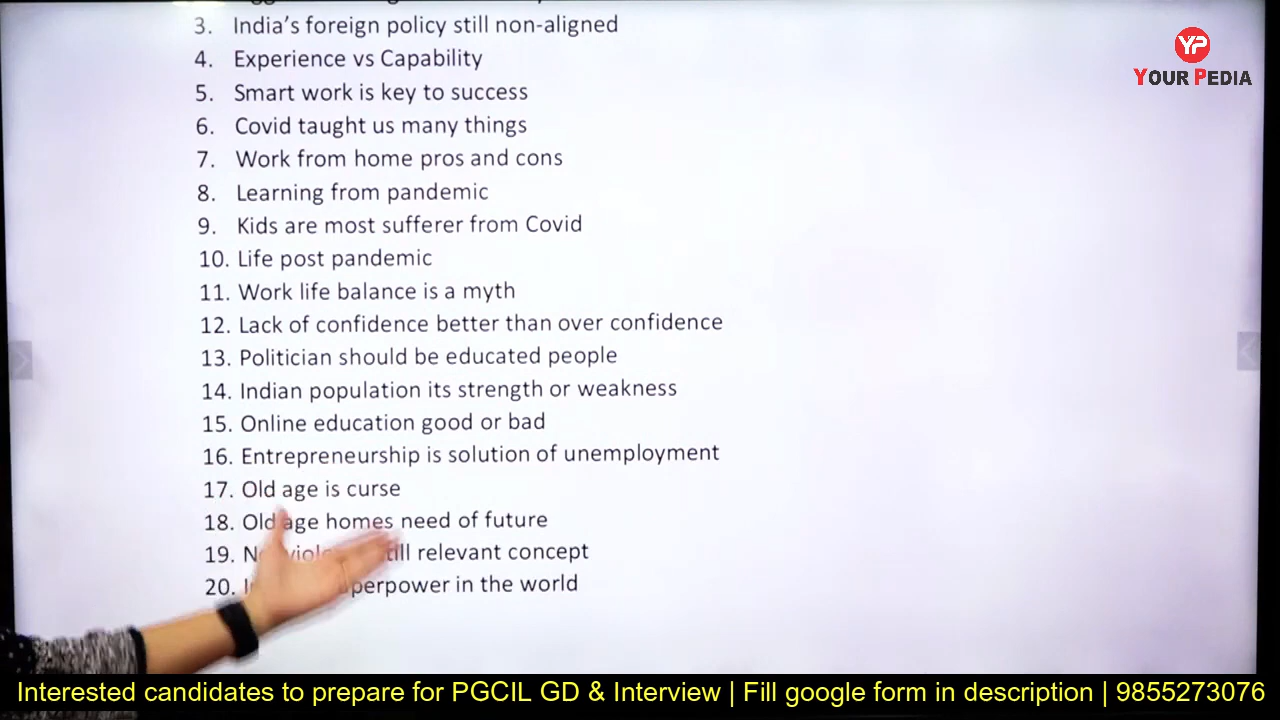 3. India's foreign policy still non-aligned
4. Experience vs Capability
5. Smart work is key to success
6. Covid taught us many things
7. Work from home pros and cons
8. Learning from pandemic
9. Kids are most sufferer from Covid
10. Life post pandemic
11. Work life balance is a myth
12. Lack of confidence better than over confidence
13. Politician should be educated people
14. Indian population its strength or weakness
15. Online education good or bad
16. Entrepreneurship is solution of unemployment
17. Old age is curse
18. Old age homes need of future
19. relevant concept
20. in the world
YP
YOUR PEDIA
Interested candidates to prepare for PGCIL GD & Interview | Fill google form in description | 9855273076